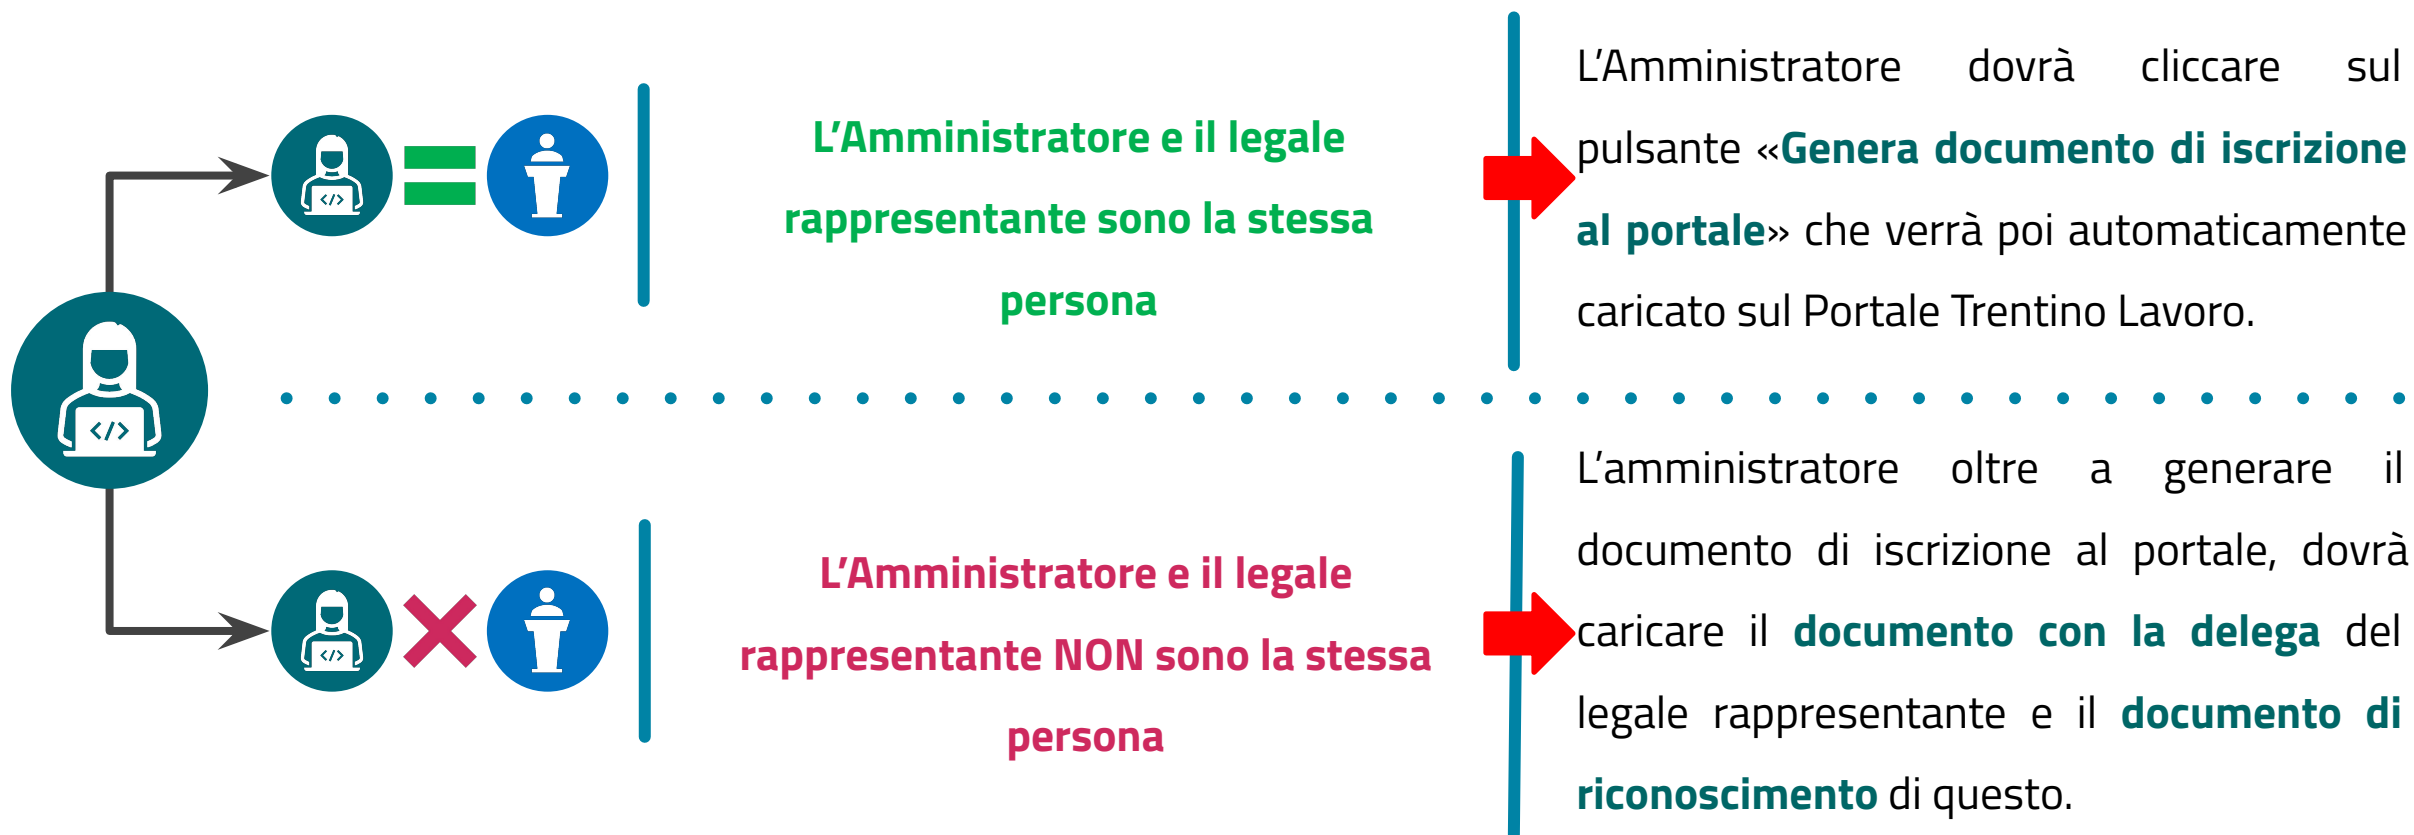 L’Amministratore e il legale
rappresentante sono la stessa
persona
L’Amministratore dovrà cliccare sul
pulsante «Genera documento di iscrizione
al portale» che verrà poi automaticamente
caricato sul Portale Trentino Lavoro.
</>
</>
L’Amministratore e il legale
rappresentante NON sono la stessa
persona
</>
L’amministratore oltre a generare il
documento di iscrizione al portale, dovrà
caricare il documento con la delega del
legale rappresentante e il documento di
riconoscimento di questo.